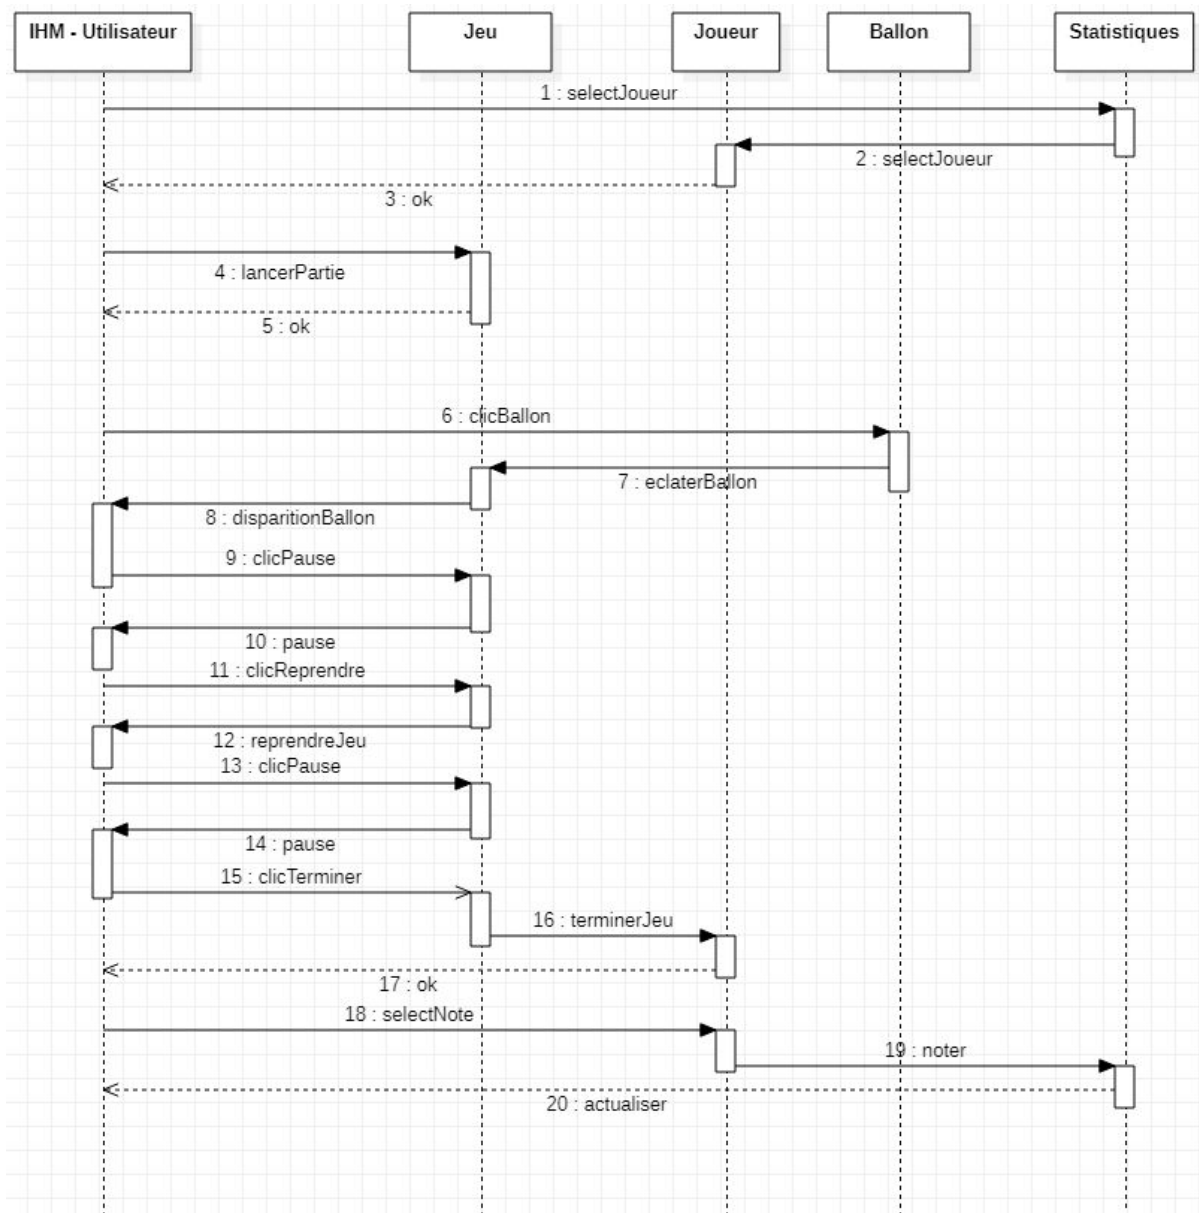 IHM - Utilisateur
Jeu
Joueur
Ballon
Statistiques
1 : selectJoueur
2 : selectJoueur
3 : ok
4 : lancerPartie
5 : ok
6 : clicBallon
7 : eclaterBallon
8 : disparitionBallon
9 : clicPause
10 : pause
11 : clicReprendre
12 : reprendreJeu
13 : clicPause
14 : pause
15 : clicTerminer
16 : terminerJeu
17 : ok
18 : selectNote
19 : noter
20 : actualiser